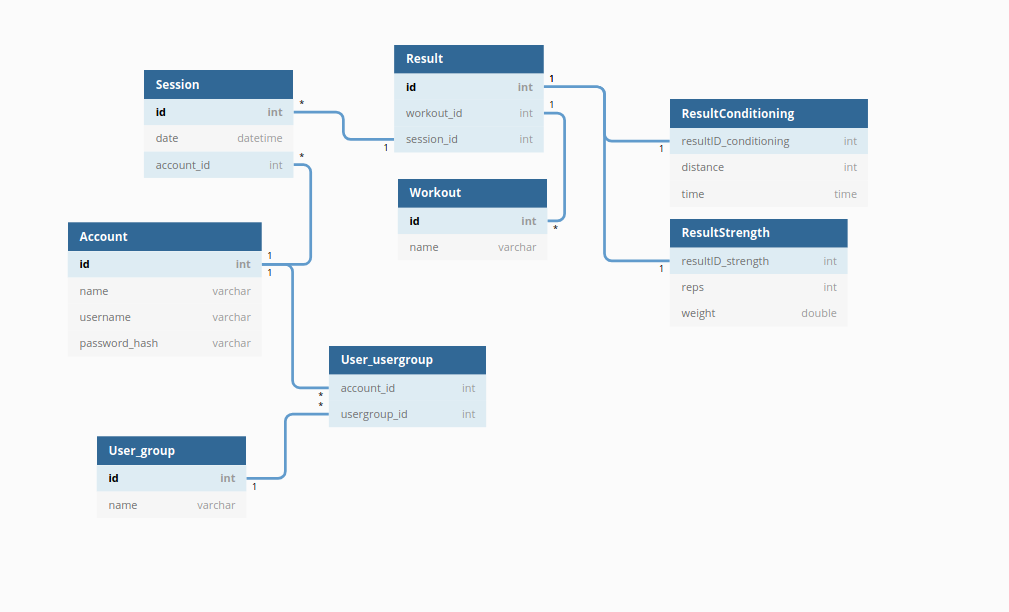 Session
id int
date datetime
account_id int
*
*
Result
id int
workout_id int
session_id int
1
1
1
Workout
id int
name varchar
*
ResultConditioning
resultID_conditioning int
distance int
time time
1
ResultStrength
resultID_strength int
reps int
weight double
1
Account
id int
name varchar
username varchar
password_hash varchar
1
1
User_usergroup
account_id int
usergroup_id int
*
*
User_group
id int
name varchar
1